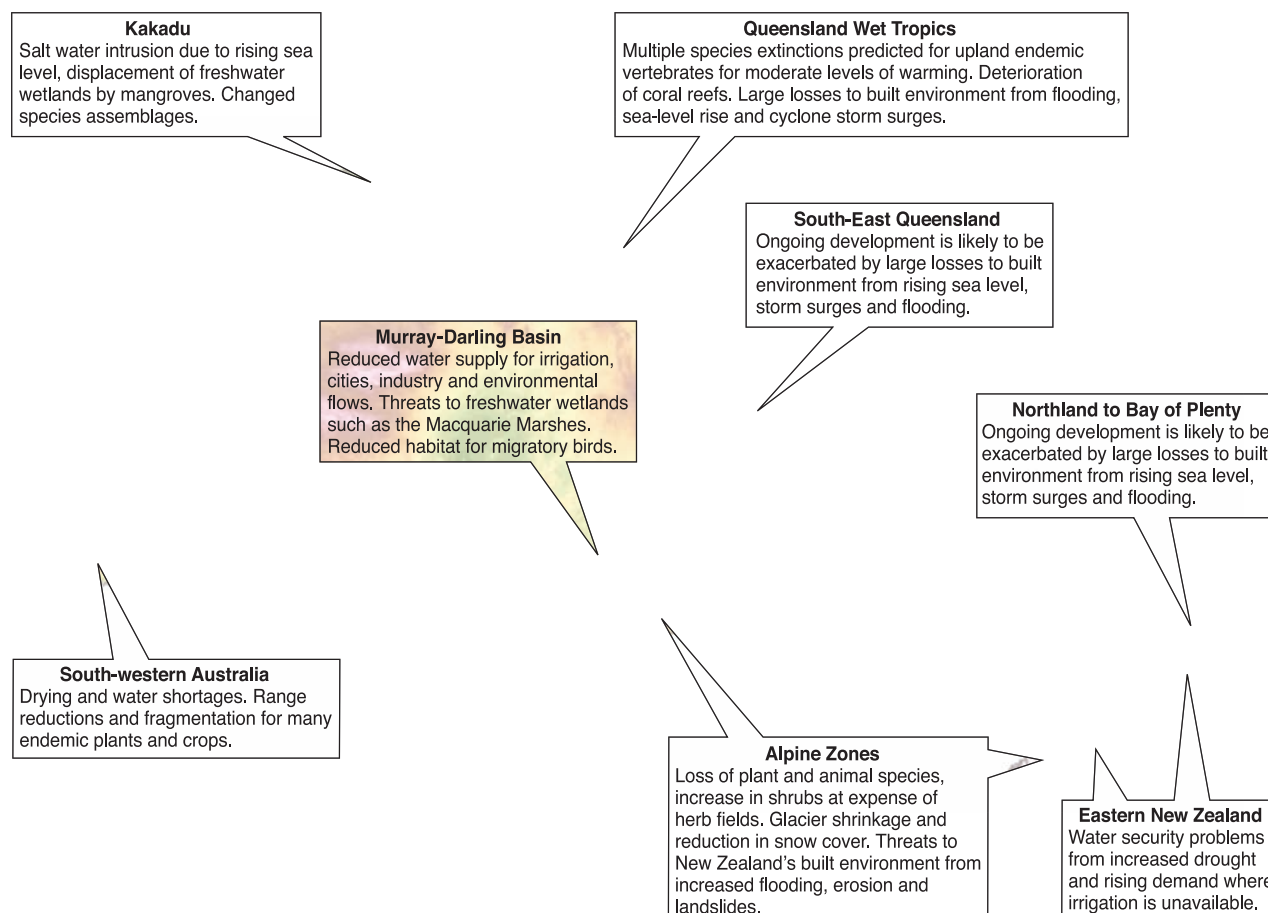 Kakadu
Salt water intrusion due to rising sea
level, displacement of freshwater
wetlands by mangroves. Changed
species assemblages.
Queensland Wet Tropics
Multiple species extinctions predicted for upland endemic
vertebrates for moderate levels of warming. Deterioration
of coral reefs. Large losses to built environment from flooding,
sea-level rise and cyclone storm surges.
South-East Queensland
Ongoing development is likely to be
exacerbated by large losses to built
environment from rising sea level,
storm surges and flooding.
Murray-Darling Basin
Reduced water supply for irrigation,
cities, industry and environmental
flows. Threats to freshwater wetlands
such as the Macquarie Marshes.
Reduced habitat for migratory birds.
Northland to Bay of Plenty
Ongoing development is likely to be
exacerbated by large losses to built
environment from rising sea level,
storm surges and flooding.
South-western Australia
Drying and water shortages. Range
reductions and fragmentation for many
endemic plants and crops.
Alpine Zones
Loss of plant and animal species,
increase in shrubs at expense of
herb fields. Glacier shrinkage and
reduction in snow cover. Threats to
New Zealand's built environment from
increased flooding, erosion and
landslides.
Eastern New Zealand
Water security problems
from increased drought
and rising demand where
irrigation is unavailable.